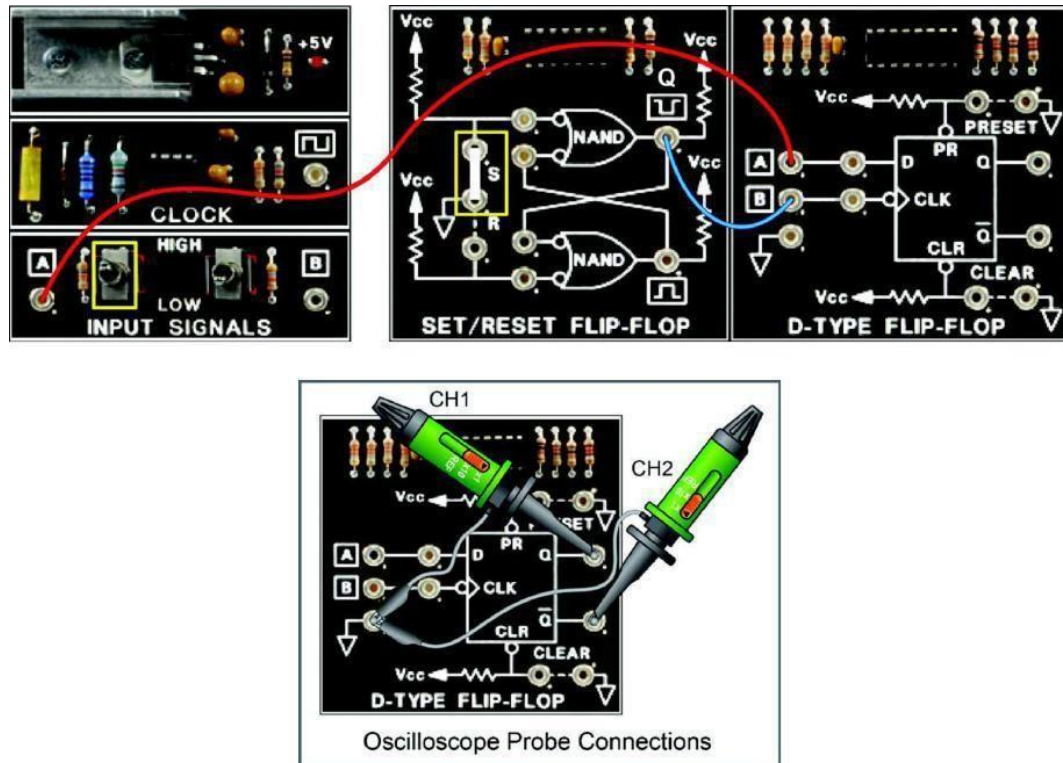 +5V
CLOCK
A
HIGH
LOW
B
INPUT SIGNALS
Vcc
Vcc
Q
NAND
S
R
Vcc
Vcc
NAND
SET/RESET FLIP-FLOP
Vcc
PRESET
A
D
PR
Q
B
CLK
CLR
Q
CLEAR
Vcc
D-TYPE FLIP-FLOP
CH1
CH2
Vcc
SET
PR
A
D
Q
B
CLK
CLR
Q
CLEAR
Vcc
D-TYPE FLIP-FLOP
Oscilloscope Probe Connections